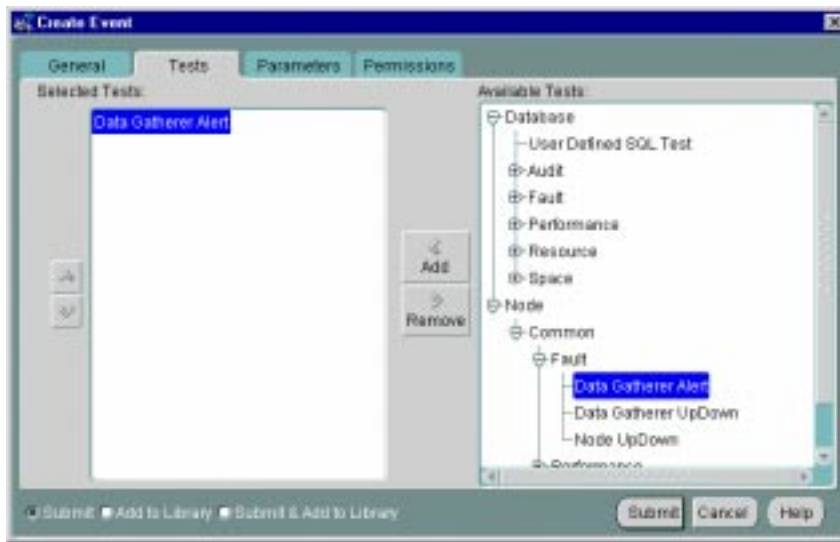 Create Event
General Tests Parameters Permissions
Selected Tests:
Data Gatherer Alert
Add
Remove
Available Tests:
Database
User Defined SQL Test
Audit
Fault
Performance
Resource
Space
Node
Common
Fault
Data Gatherer Alert
Data Gatherer UpDown
Node UpDown
Performance
Submit Add to Library Submit & Add to Library
Submit Cancel Help